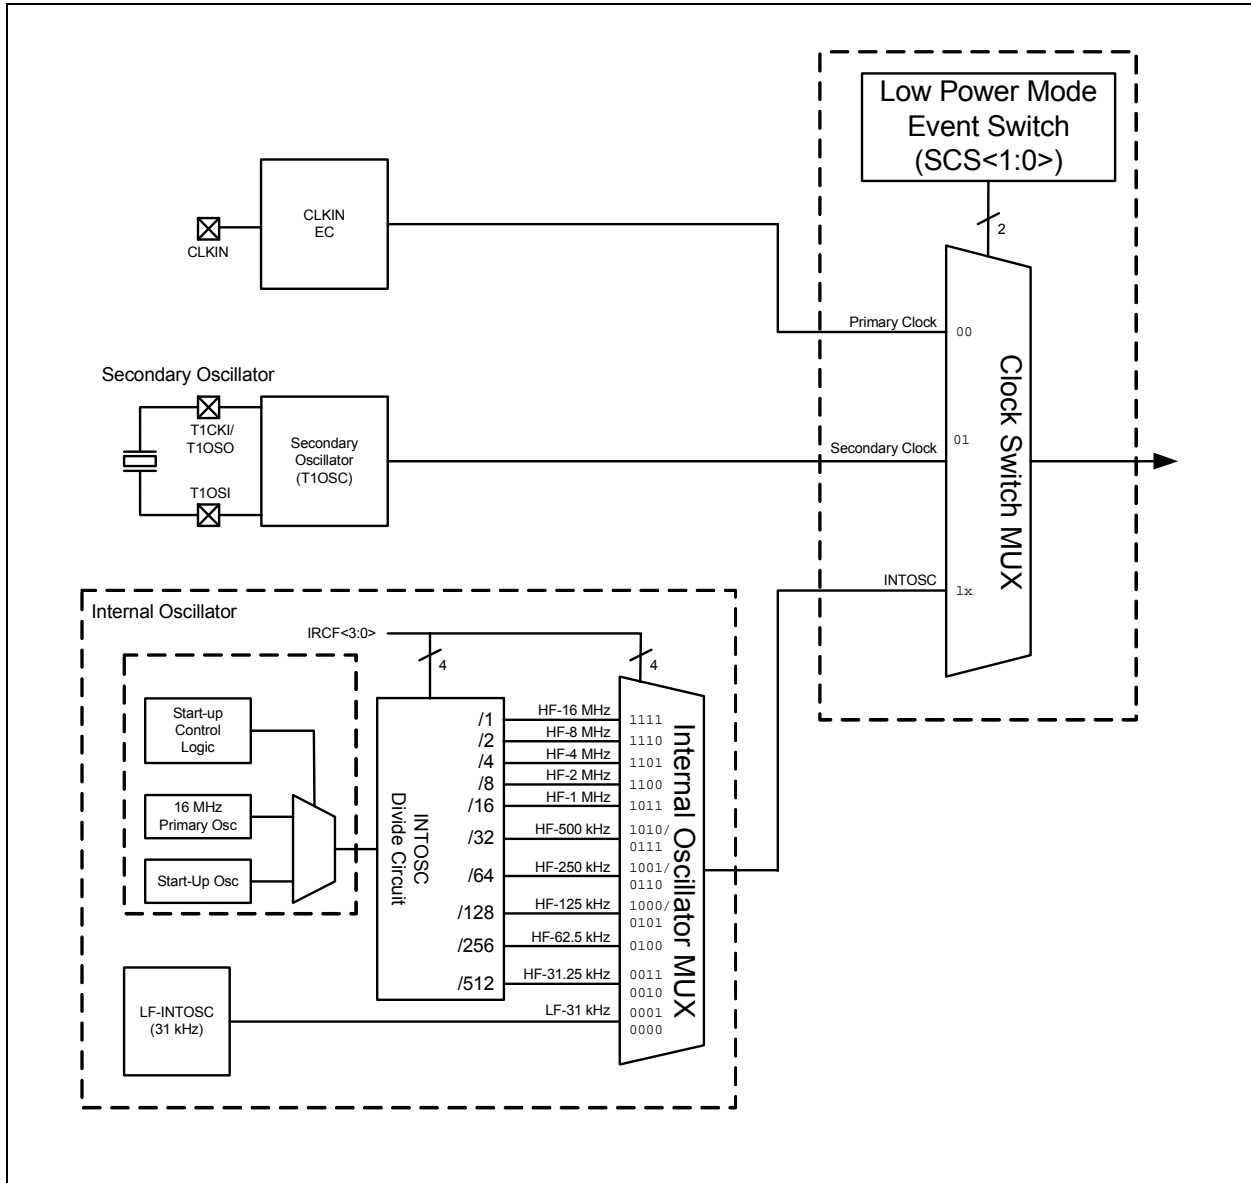 Low Power Mode
Event Switch
(SCS<1:0>)
2
CLKIN
EC
CLKIN
Primary Clock
00
Secondary Oscillator
T1CKI/
T1OSO
Secondary
Oscillator
(T1OSC)
T1OSI
Secondary Clock
01
Clock Switch MUX
INTOSC
1x
Internal Oscillator
IRCF<3:0>
4
4
Start-up
Control
Logic
16 MHz
Primary Osc
Start-Up Osc
INTOSC
Divide Circuit
/1
HF-16 MHz
1111
/2
HF-8 MHz
1110
/4
HF-4 MHz
1101
/8
HF-2 MHz
1100
/16
HF-1 MHz
1011
/32
HF-500 kHz
1010/
0111
/64
HF-250 kHz
1001/
0110
/128
HF-125 kHz
1000/
0101
/256
HF-62.5 kHz
0100
/512
HF-31.25 kHz
0011
0010
LF-31 kHz
0001
0000
Internal Oscillator MUX
LF-INTOSC
(31 kHz)